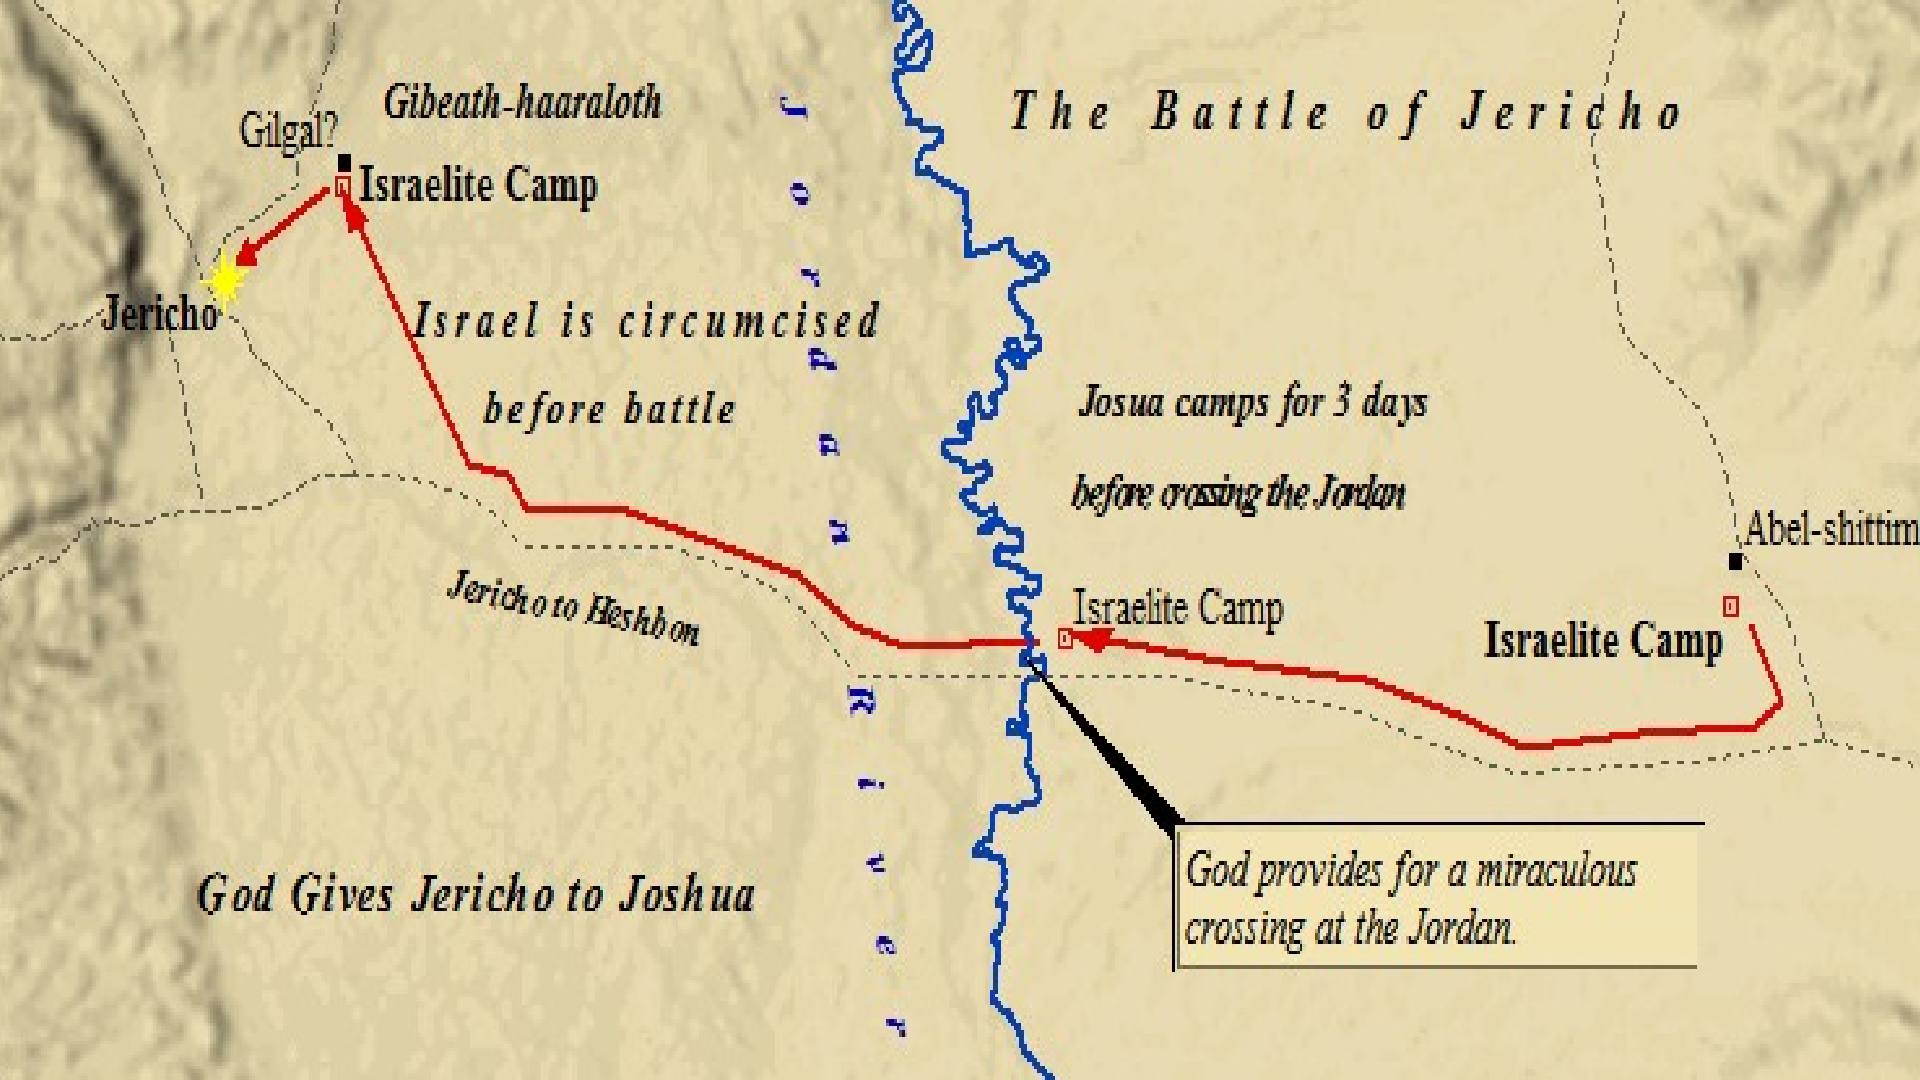 Gibeath-haaraloth
The Battle of Jericho
Gilgal?
Israelite Camp
Jericho
Israel is circumcised
before battle
Jordan River
Josua camps for 3 days
before crossing the Jordan
Abel-shittim
Israelite Camp
Israelite Camp
Jericho to Heshbon
God provides for a miraculous
crossing at the Jordan.
God Gives Jericho to Joshua